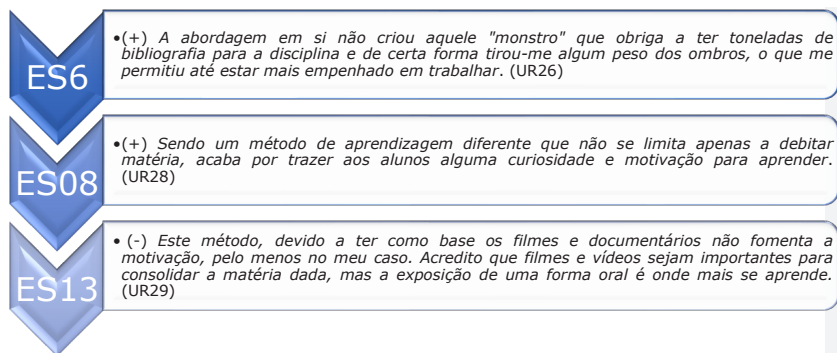 ES6
•(+) A abordagem em si não criou aquele "monstro" que obriga a ter toneladas de
bibliografia para a disciplina e de certa forma tirou-me algum peso dos ombros, o que me
permitiu até estar mais empenhado em trabalhar. (UR26)
ES08
•(+) Sendo um método de aprendizagem diferente que não se limita apenas a debitar
matéria, acaba por trazer aos alunos alguma curiosidade e motivação para aprender.
(UR28)
ES13
• (-) Este método, devido a ter como base os filmes e documentários não fomenta a
motivação, pelo menos no meu caso. Acredito que filmes e vídeos sejam importantes para
consolidar a matéria dada, mas a exposição de uma forma oral é onde mais se aprende.
(UR29)